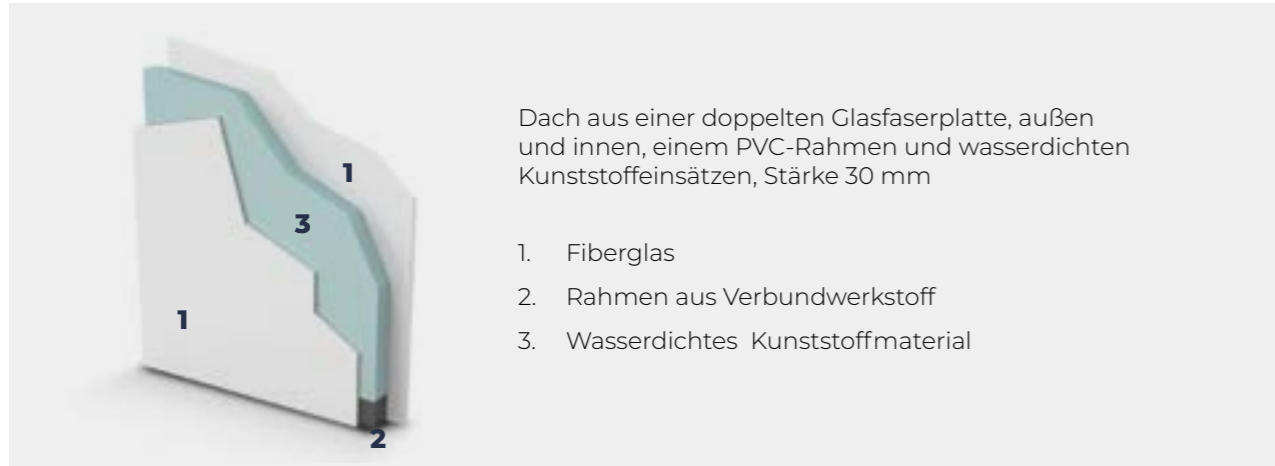 1
3
1
2
Dach aus einer doppelten Glasfaserplatte, außen
und innen, einem PVC-Rahmen und wasserdichten
Kunststoffeinsätzen, Stärke 30 mm
1. Fiberglas
2. Rahmen aus Verbundwerkstoff
3. Wasserdichtes Kunststoffmaterial